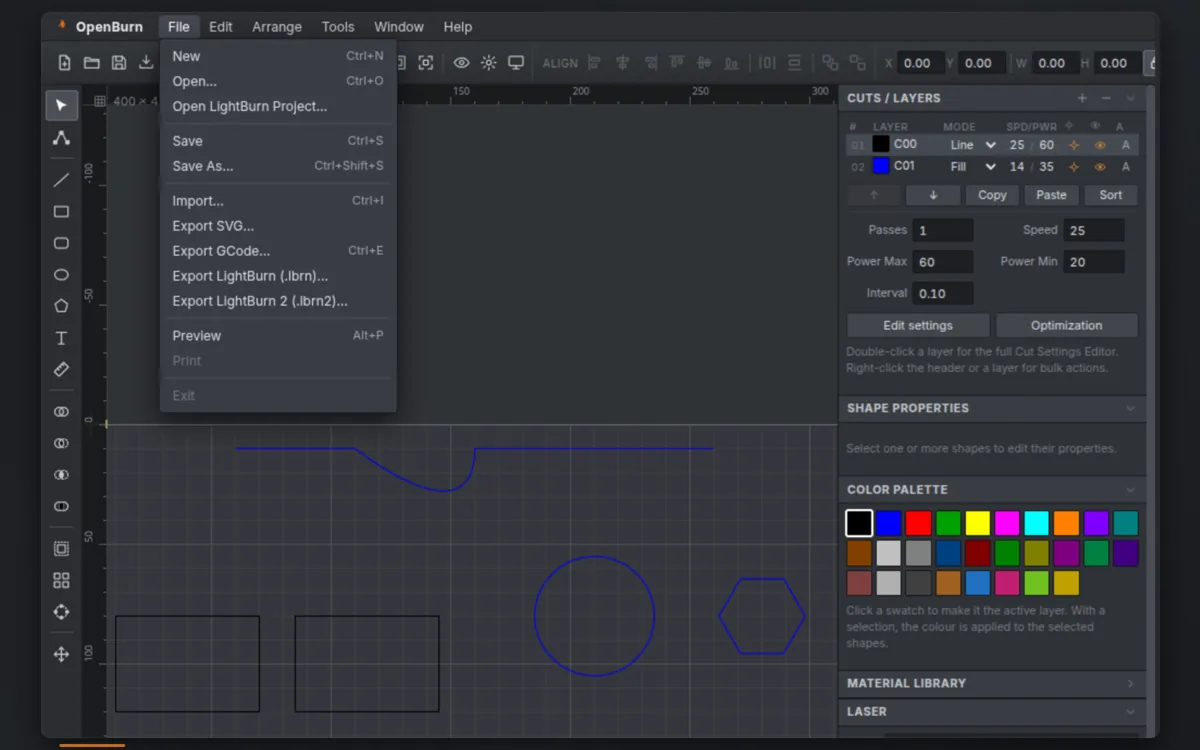 OpenBurn File Edit Arrange Tools Window Help
New Ctrl+N
Open... Ctrl+O
Open LightBurn Project...
Save Ctrl+S
Save As... Ctrl+Shift+S
Import... Ctrl+I
Export SVG...
Export GCode... Ctrl+E
Export LightBurn (.lbrn)...
Export LightBurn 2 (.lbrn2)...
Preview Alt+P
Print
Exit
ALIGN
X 0.00 Y 0.00 W 0.00 H 0.00
400 × 4
150 200 250 300
-100
-50
0
50
100
CUTS / LAYERS
# LAYER MODE SPD/PWR A
01 C00 Line 25 / 60 A
02 C01 Fill 14 / 35 A
↑ ↓ Copy Paste Sort
Passes 1 Speed 25
Power Max 60 Power Min 20
Interval 0.10
Edit settings Optimization
Double-click a layer for the full Cut Settings Editor.
Right-click the header or a layer for bulk actions.
SHAPE PROPERTIES
Select one or more shapes to edit their properties.
COLOR PALETTE
Click a swatch to make it the active layer. With a
selection, the colour is applied to the selected
shapes.
MATERIAL LIBRARY
LASER